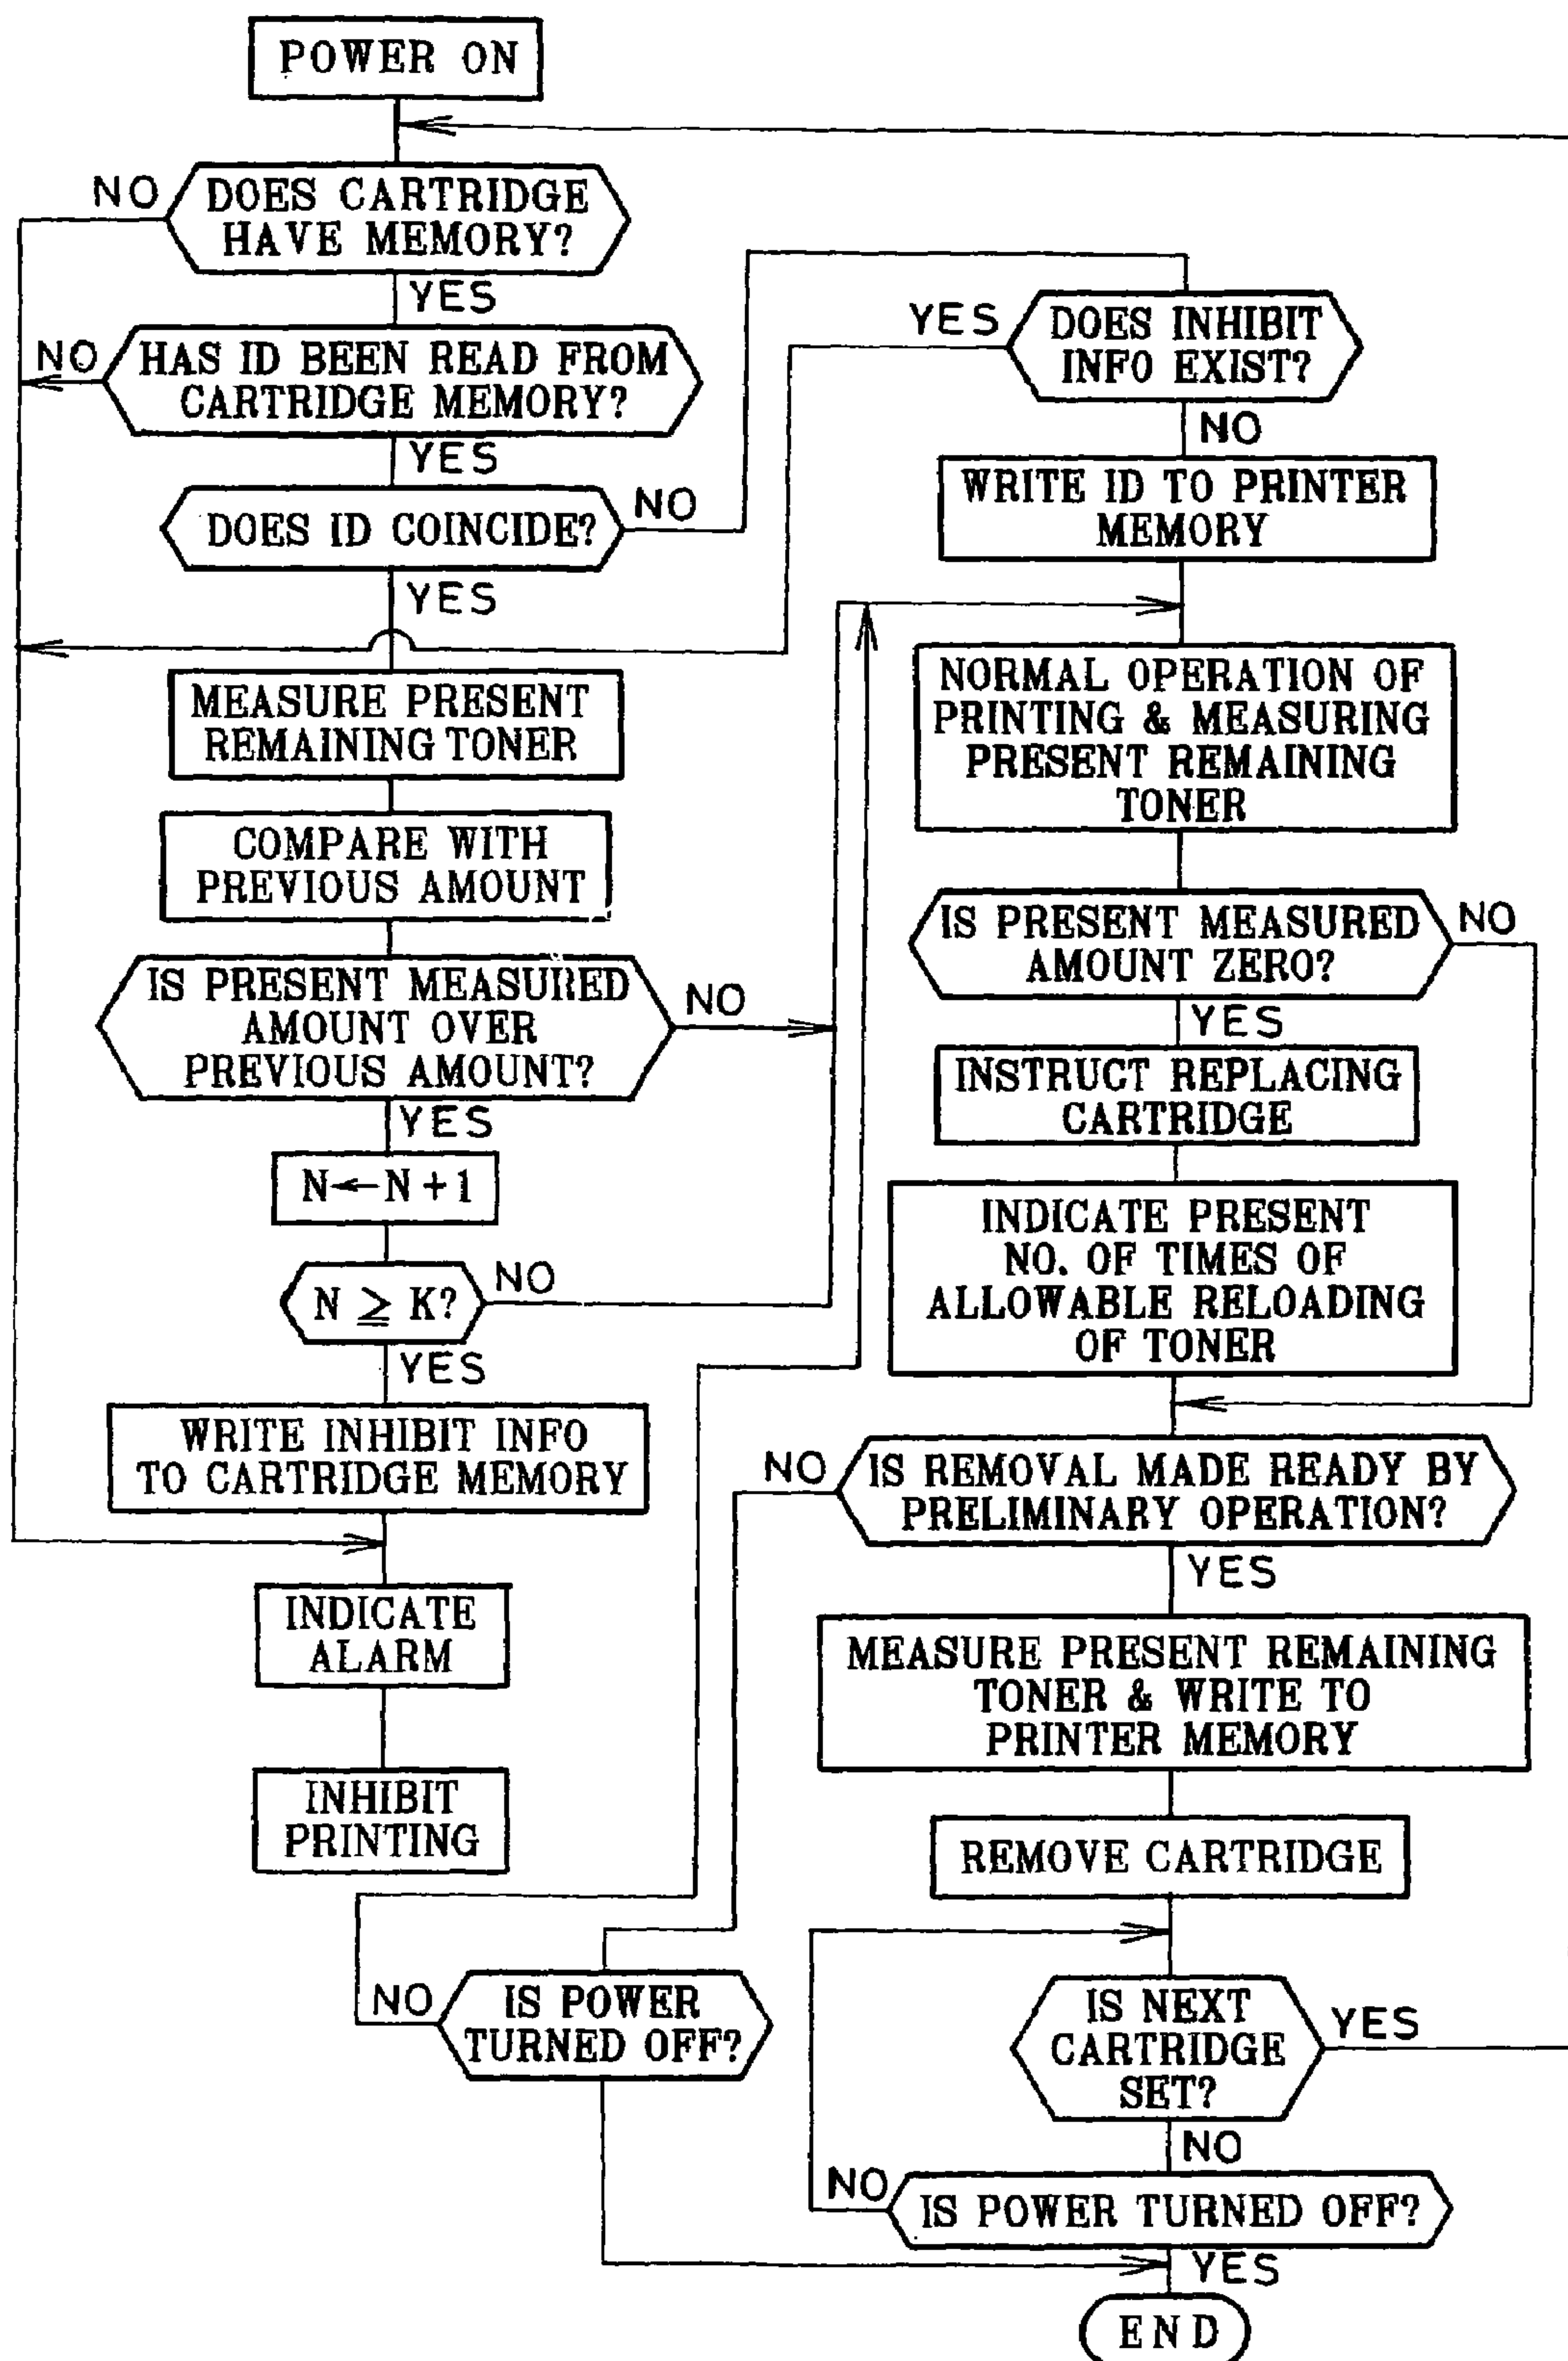 POWER ON
NO
DOES CARTRIDGE
HAVE MEMORY?
YES
NO
HAS ID BEEN READ FROM
CARTRIDGE MEMORY?
YES
DOES ID COINCIDE?
NO
YES
MEASURE PRESENT
REMAINING TONER
COMPARE WITH
PREVIOUS AMOUNT
IS PRESENT MEASURED
AMOUNT OVER
PREVIOUS AMOUNT?
NO
YES
N←N+1
N ≧ K?
NO
YES
WRITE INHIBIT INFO
TO CARTRIDGE MEMORY
INDICATE
ALARM
INHIBIT
PRINTING
YES
DOES INHIBIT
INFO EXIST?
NO
WRITE ID TO PRINTER
MEMORY
NORMAL OPERATION OF
PRINTING & MEASURING
PRESENT REMAINING
TONER
IS PRESENT MEASURED
AMOUNT ZERO?
NO
YES
INSTRUCT REPLACING
CARTRIDGE
INDICATE PRESENT
NO. OF TIMES OF
ALLOWABLE RELOADING
OF TONER
NO
IS REMOVAL MADE READY BY
PRELIMINARY OPERATION?
YES
MEASURE PRESENT REMAINING
TONER & WRITE TO
PRINTER MEMORY
REMOVE CARTRIDGE
NO
IS POWER
TURNED OFF?
IS NEXT
CARTRIDGE
SET?
YES
NO
NO
IS POWER TURNED OFF?
YES
END